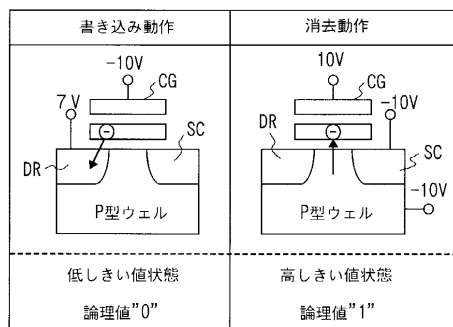 書き込み動作
-10V
CG
7V
SC
DR
P型ウェル
低しきい値状態
論理値"0"
消去動作
10V
CG
-10V
DR
SC
-10V
P型ウェル
高しきい値状態
論理値"1"